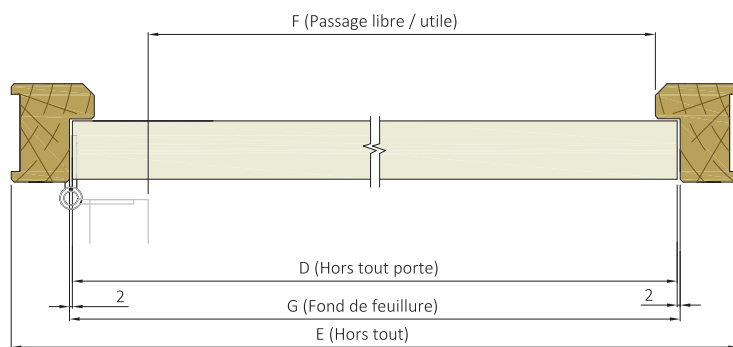 F (Passage libre / utile)
D (Hors tout porte)
2
2
G (Fond de feuillure)
E (Hors tout)